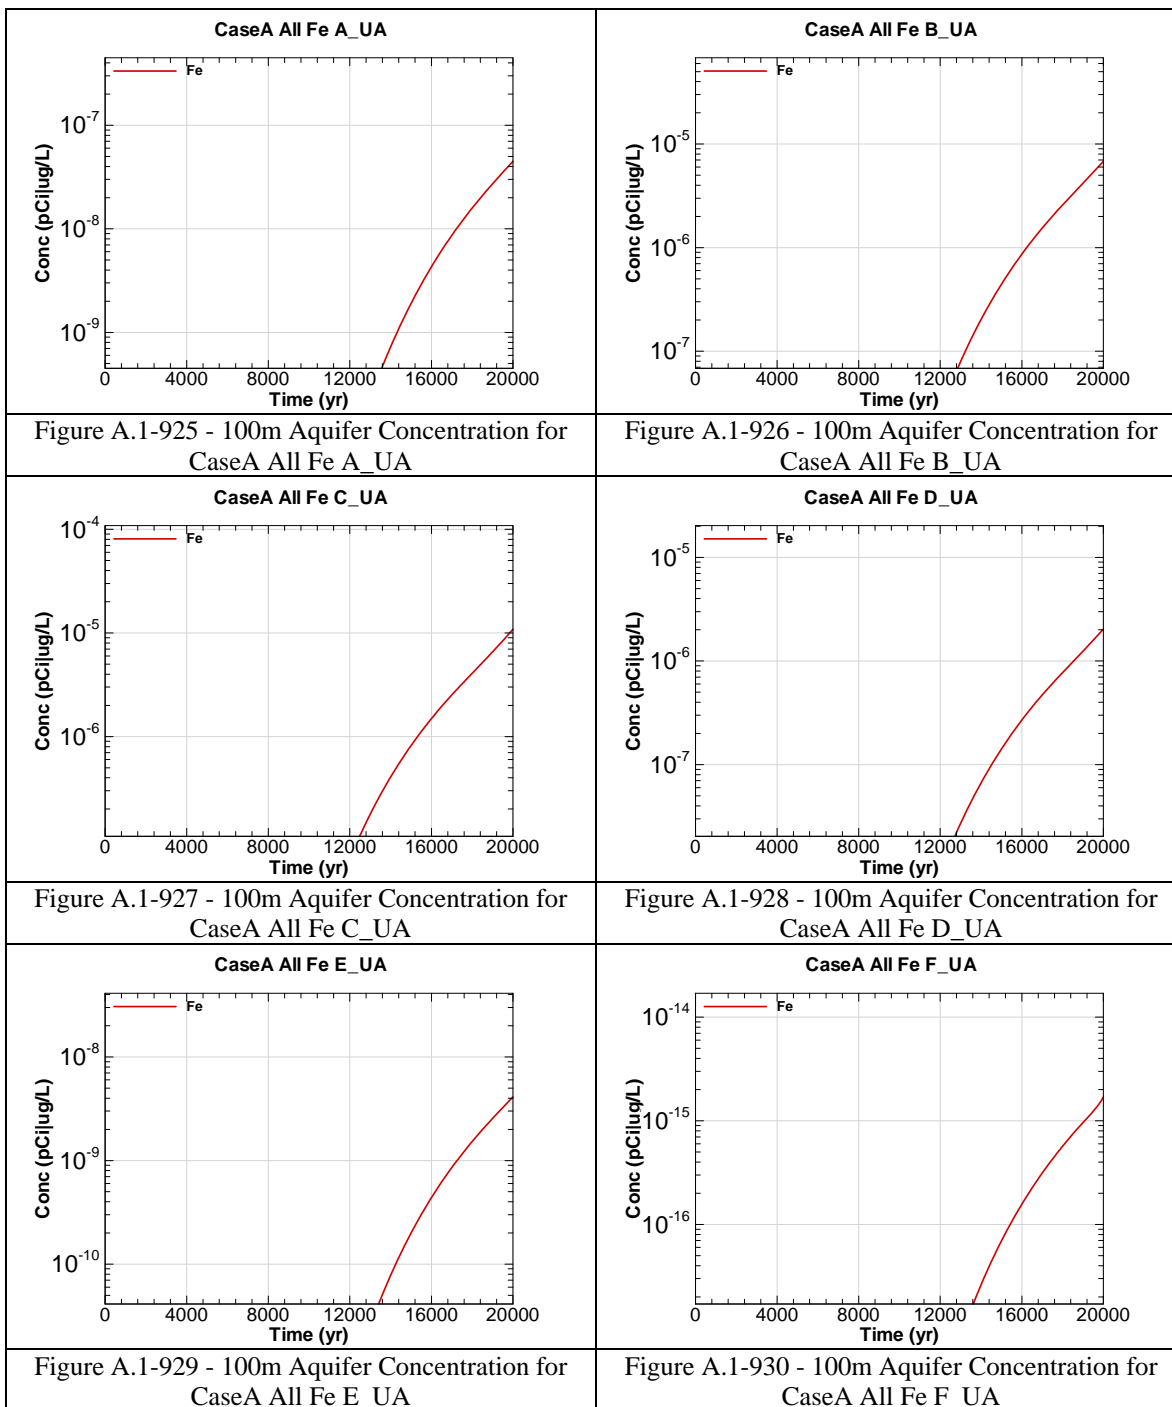 CaseA All Fe A_UA
Fe
Conc (pCi|ug/L)
10-7
10-8
10-9
0 4000 8000 12000 16000 20000
Time (yr)
Figure A.1-925 - 100m Aquifer Concentration for
CaseA All Fe A_UA
CaseA All Fe B_UA
Fe
Conc (pCi|ug/L)
10-5
10-6
10-7
0 4000 8000 12000 16000 20000
Time (yr)
Figure A.1-926 - 100m Aquifer Concentration for
CaseA All Fe B_UA
CaseA All Fe C_UA
Fe
Conc (pCi|ug/L)
10-4
10-5
10-6
0 4000 8000 12000 16000 20000
Time (yr)
Figure A.1-927 - 100m Aquifer Concentration for
CaseA All Fe C_UA
CaseA All Fe D_UA
Fe
Conc (pCi|ug/L)
10-5
10-6
10-7
0 4000 8000 12000 16000 20000
Time (yr)
Figure A.1-928 - 100m Aquifer Concentration for
CaseA All Fe D_UA
CaseA All Fe E_UA
Fe
Conc (pCi|ug/L)
10-8
10-9
10-10
0 4000 8000 12000 16000 20000
Time (yr)
Figure A.1-929 - 100m Aquifer Concentration for
CaseA All Fe E_UA
CaseA All Fe F_UA
Fe
Conc (pCi|ug/L)
10-14
10-15
10-16
0 4000 8000 12000 16000 20000
Time (yr)
Figure A.1-930 - 100m Aquifer Concentration for
CaseA All Fe F_UA